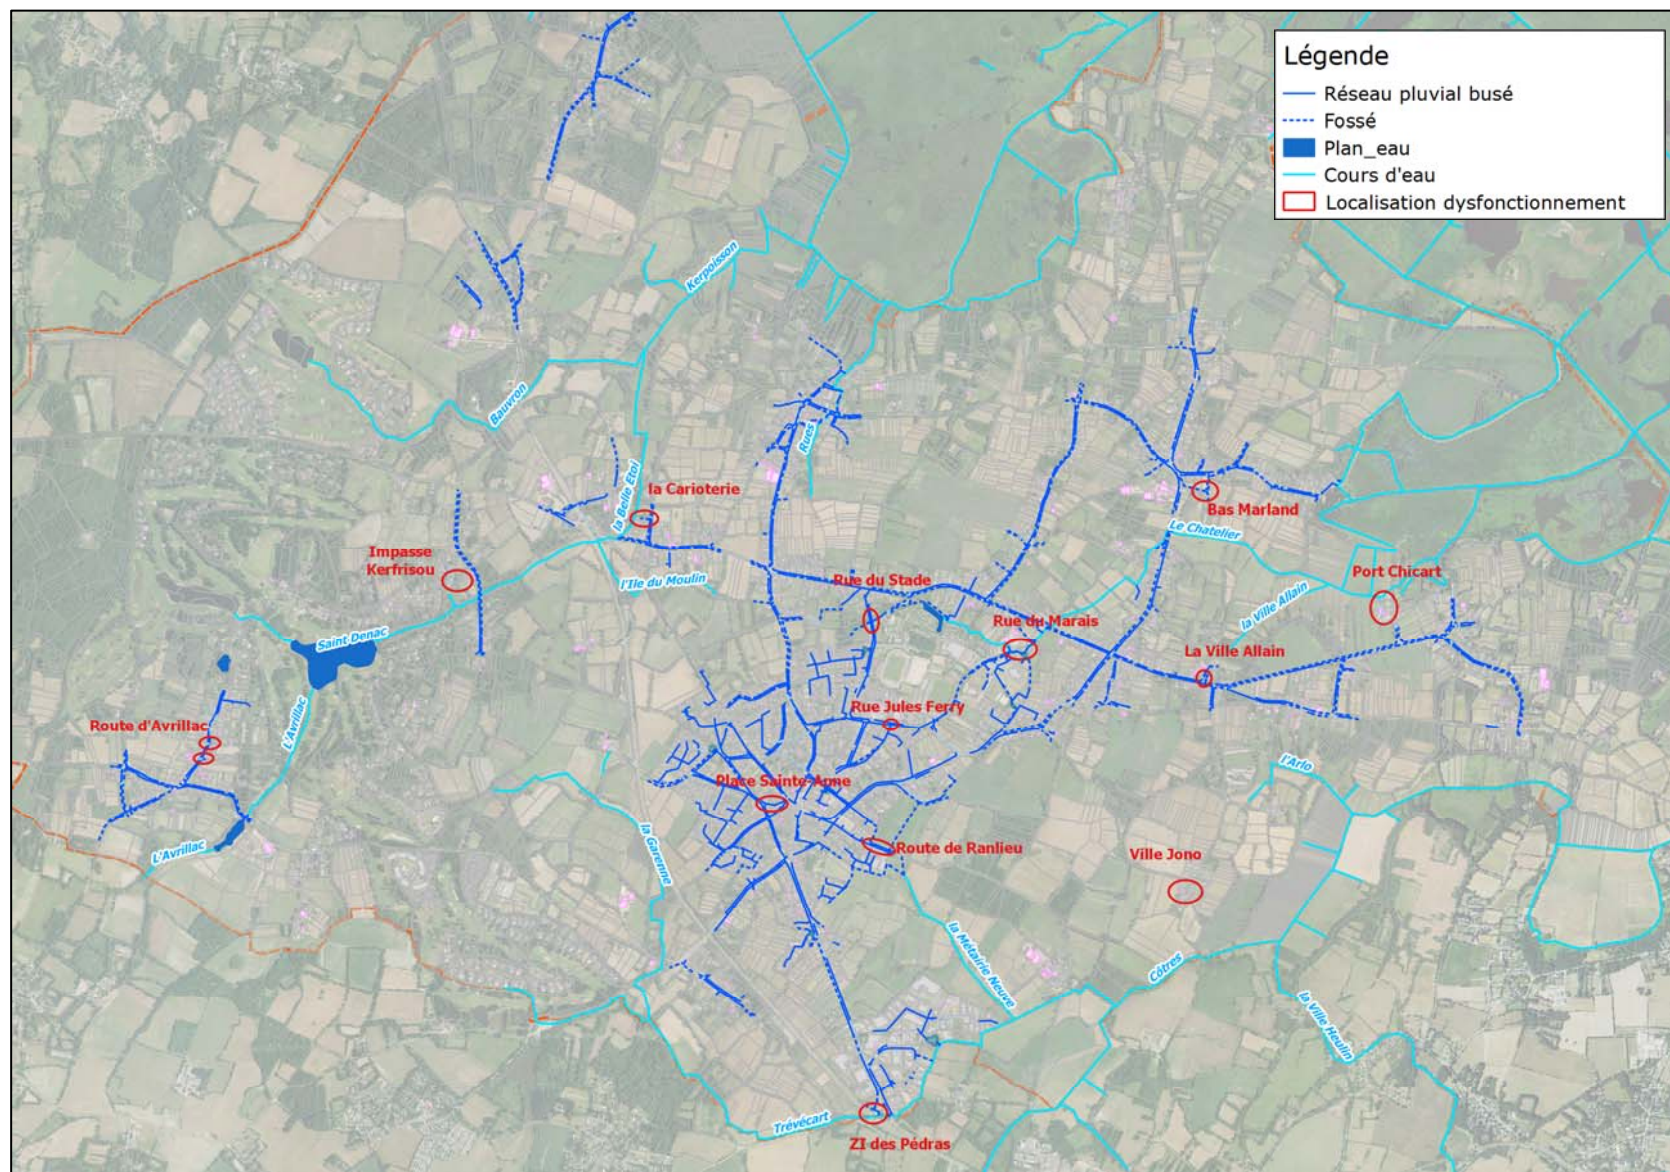 Légende
Réseau pluvial busé
Fossé
Plan_eau
Cours d'eau
Localisation dysfonctionnement
Kerpoisson
Bauvron
Ruos
la Belle Etoi
la Carioterie
Bas Marland
Le Chatelier
Impasse
Kerfrisou
l'Ile du Moulin
Rue du Stade
Port Chicart
la Ville Allain
Rue du Marais
Saint Denac
La Ville Allain
L'Avrillac
Route d'Avrillac
Rue Jules Ferry
l'Arlo
Place Sainte-Anne
la Garenne
L'Avrillac
Route de Ranlieu
Ville Jono
la Métairie Neuve
Côtres
la Ville Heulin
Trévécart
ZI des Pédras